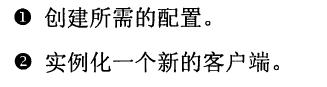 ❶ 创建所需的配置。
❷ 实例化一个新的客户端。